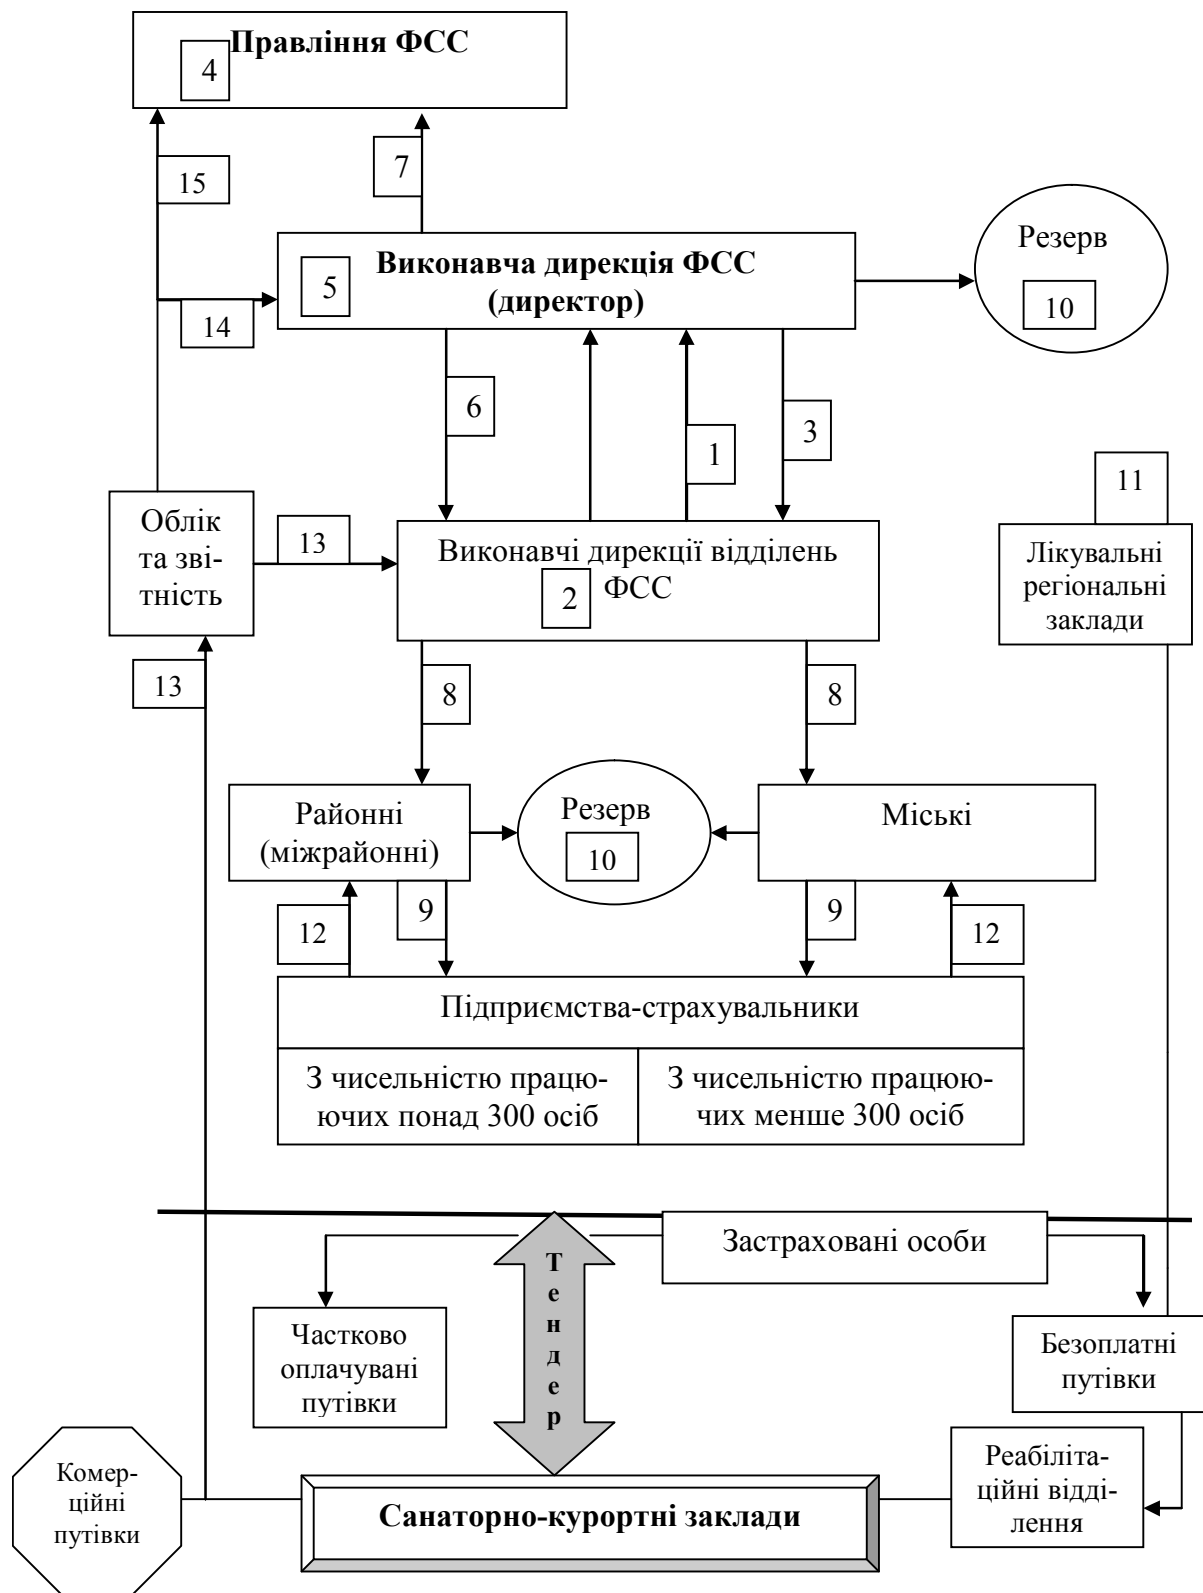 Правління ФСС
4
15
7
Виконавча дирекція ФСС
(директор)
5
Резерв
10
14
6
1
3
11
Облік
та зві-
тність
13
Виконавчі дирекції відділень
ФСС
2
Лікувальні
регіональні
заклади
13
8
8
Районні
(міжрайонні)
Резерв
10
Міські
12
9
9
12
Підприємства-страхувальники
З чисельністю працю-
ючих понад 300 осіб
З чисельністю працюю-
чих менше 300 осіб
Застраховані особи
Тендер
Частково
оплачувані
путівки
Безоплатні
путівки
Комер-
ційні
путівки
Санаторно-курортні заклади
Реабіліта-
ційні відді-
лення